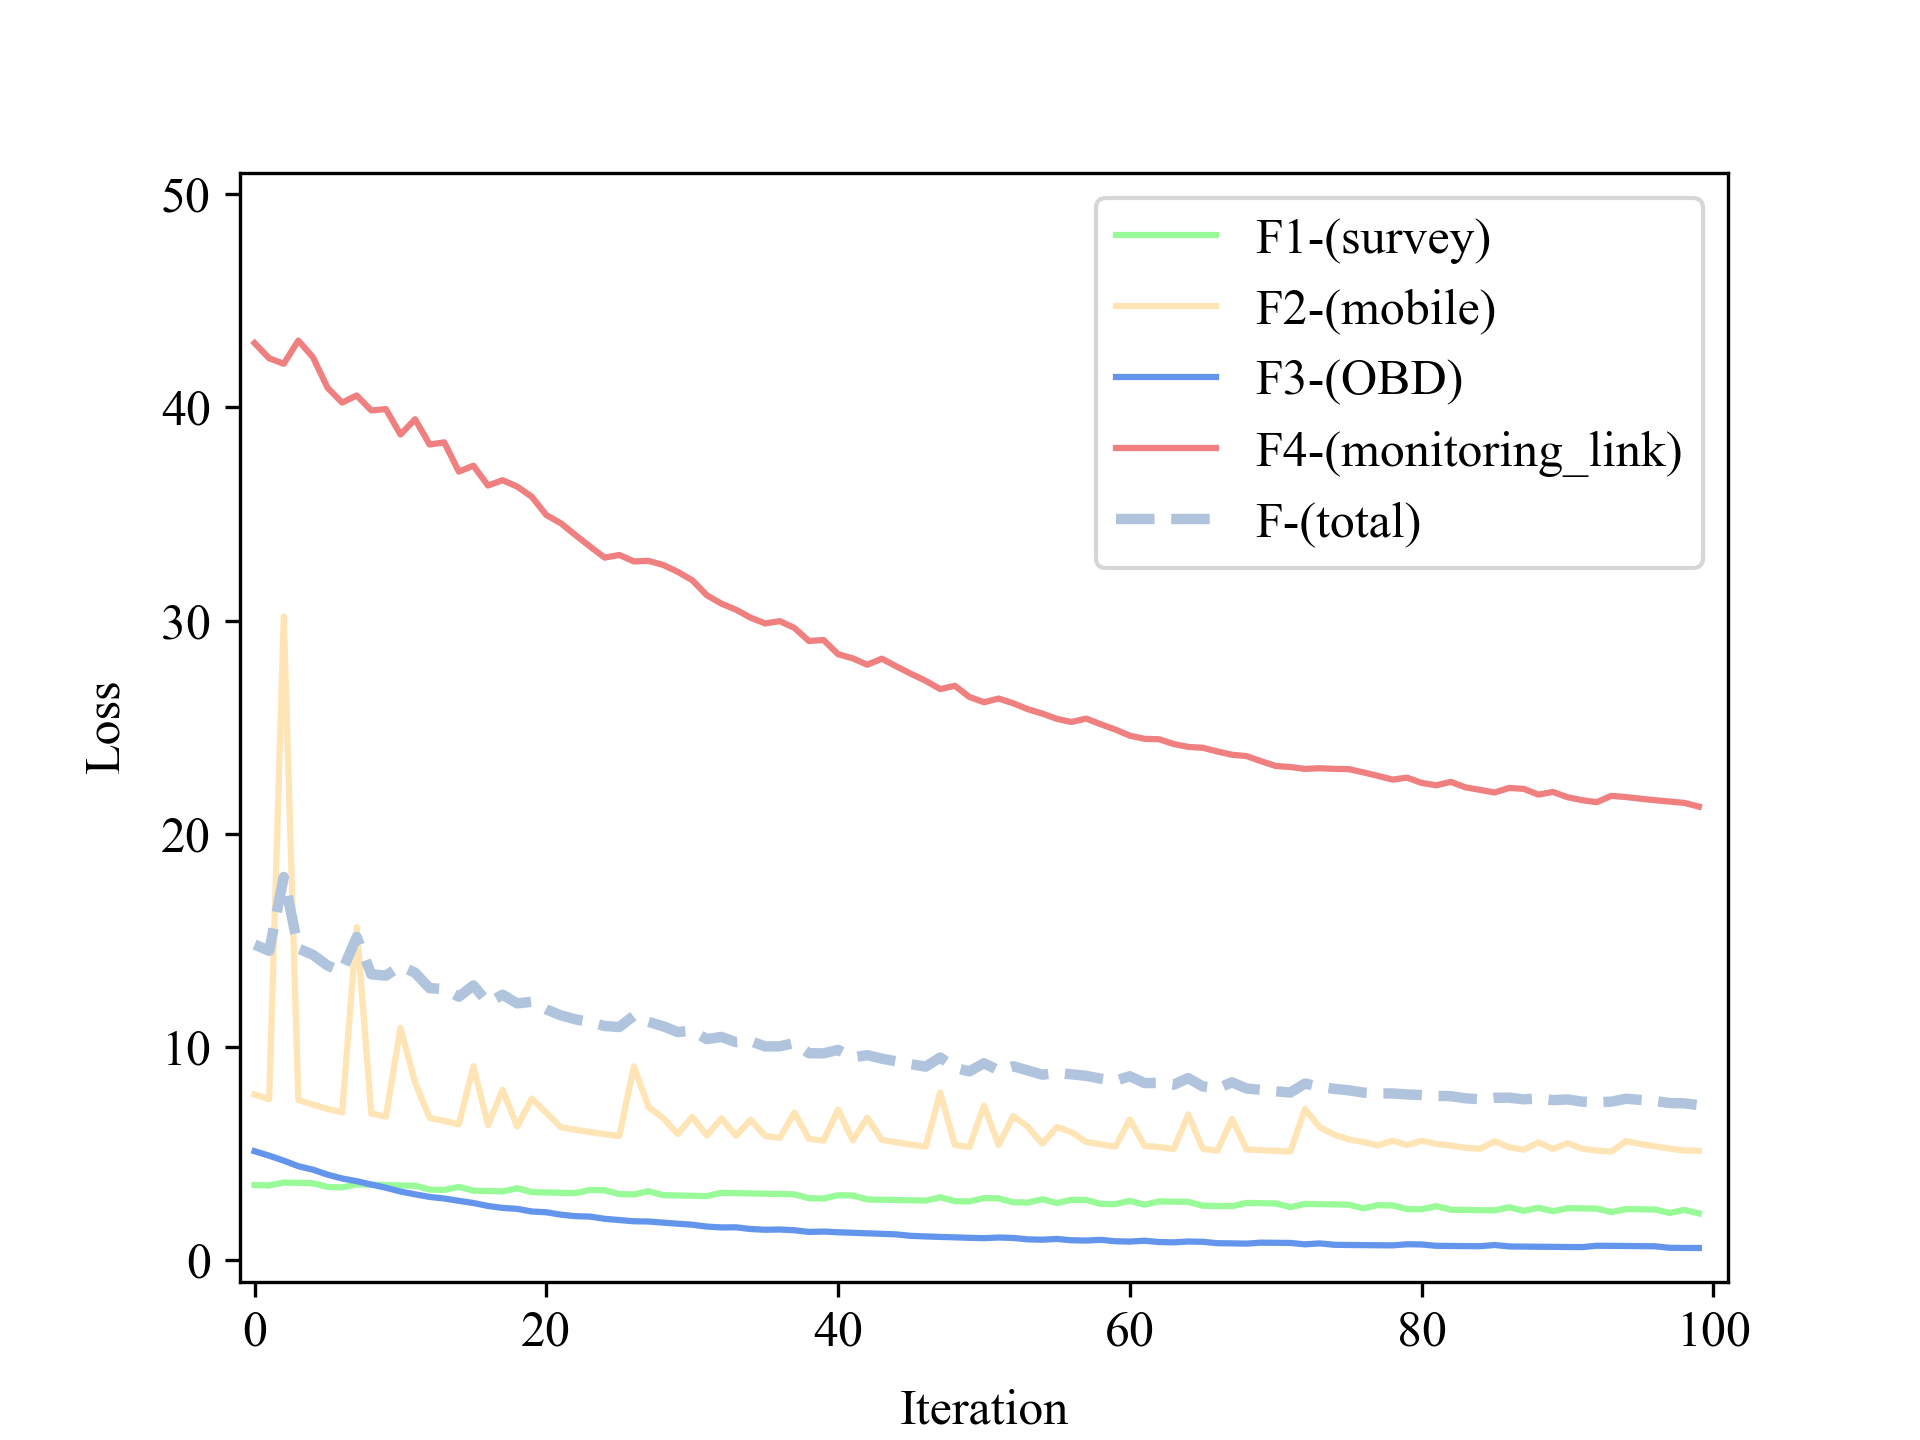 50
40
30
20
10
0
Loss
F1-(survey)
F2-(mobile)
F3-(OBD)
F4-(monitoring_link)
F-(total)
0 20 40 60 80 100
Iteration